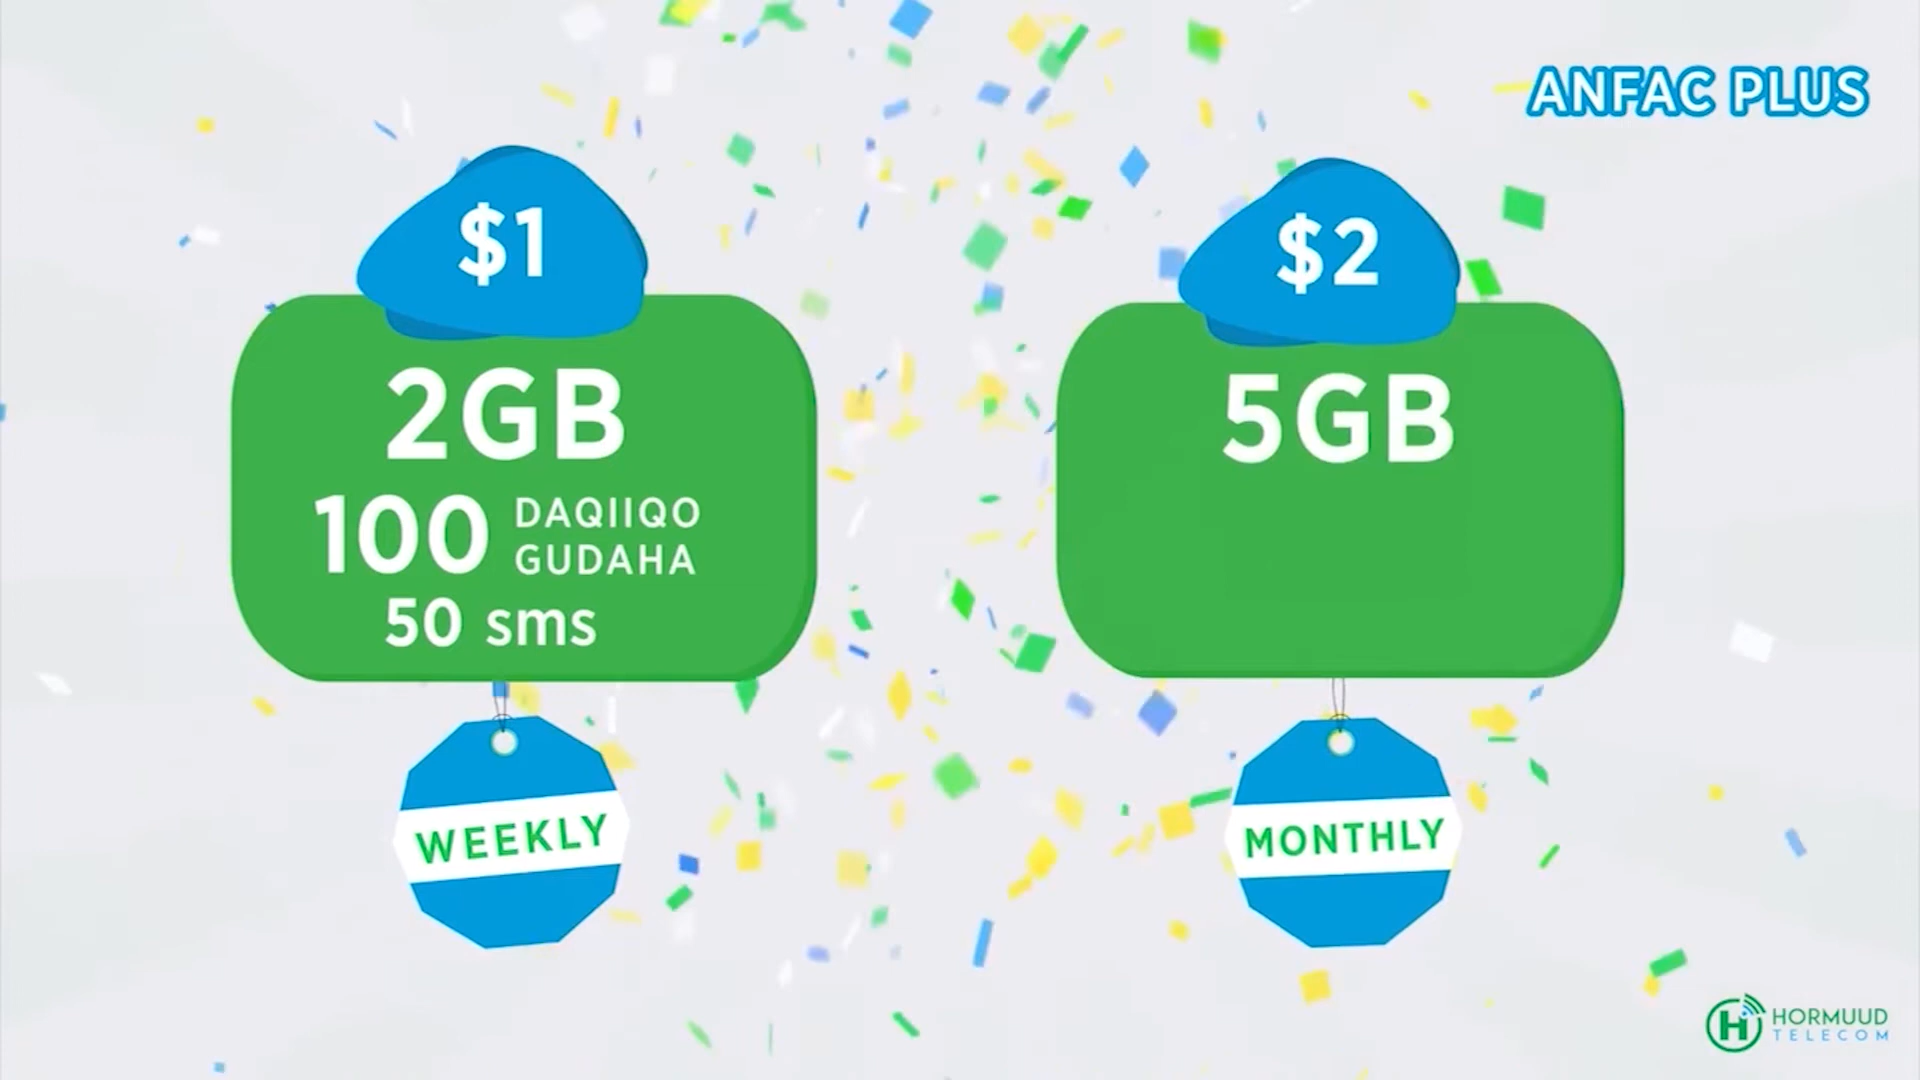 ANFAC PLUS
$1
2GB
100 DAQIIQO
GUDAHA
50 sms
WEEKLY
$2
5GB
MONTHLY
HORMUUD
TELECOM